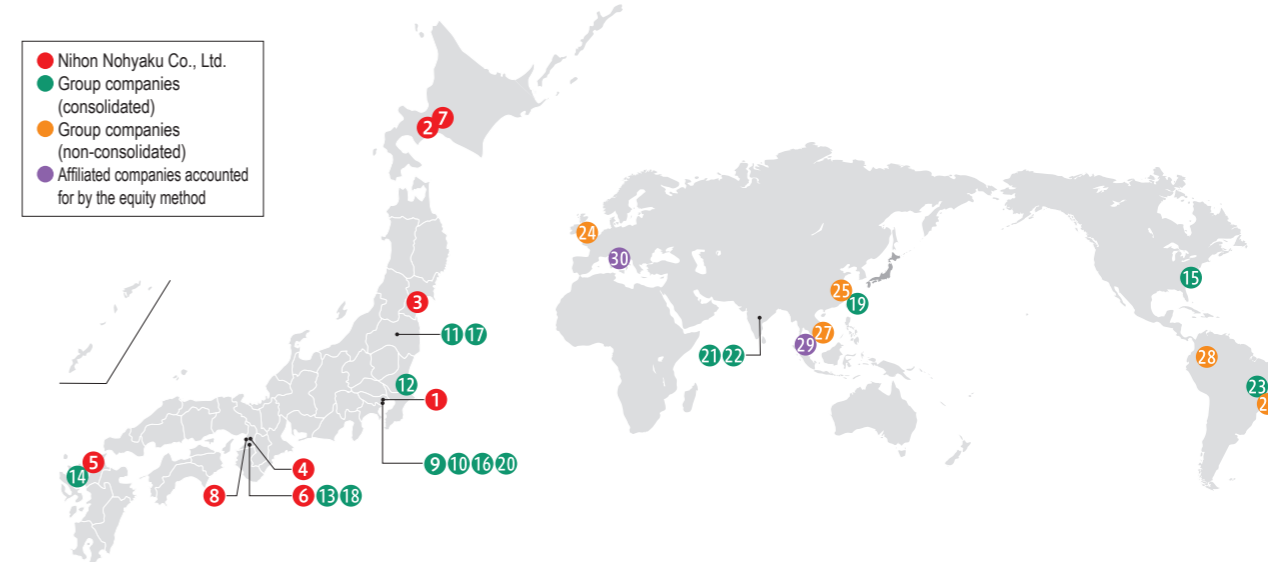 Nihon Nohyaku Co., Ltd.
Group companies
(consolidated)
Group companies
(non-consolidated)
Affiliated companies accounted
for by the equity method
2 7
3
11 17
12
1
9 10 16 20
5
14
4
8
6 13 18
24
30
25
19
27
29
21 22
15
28
23